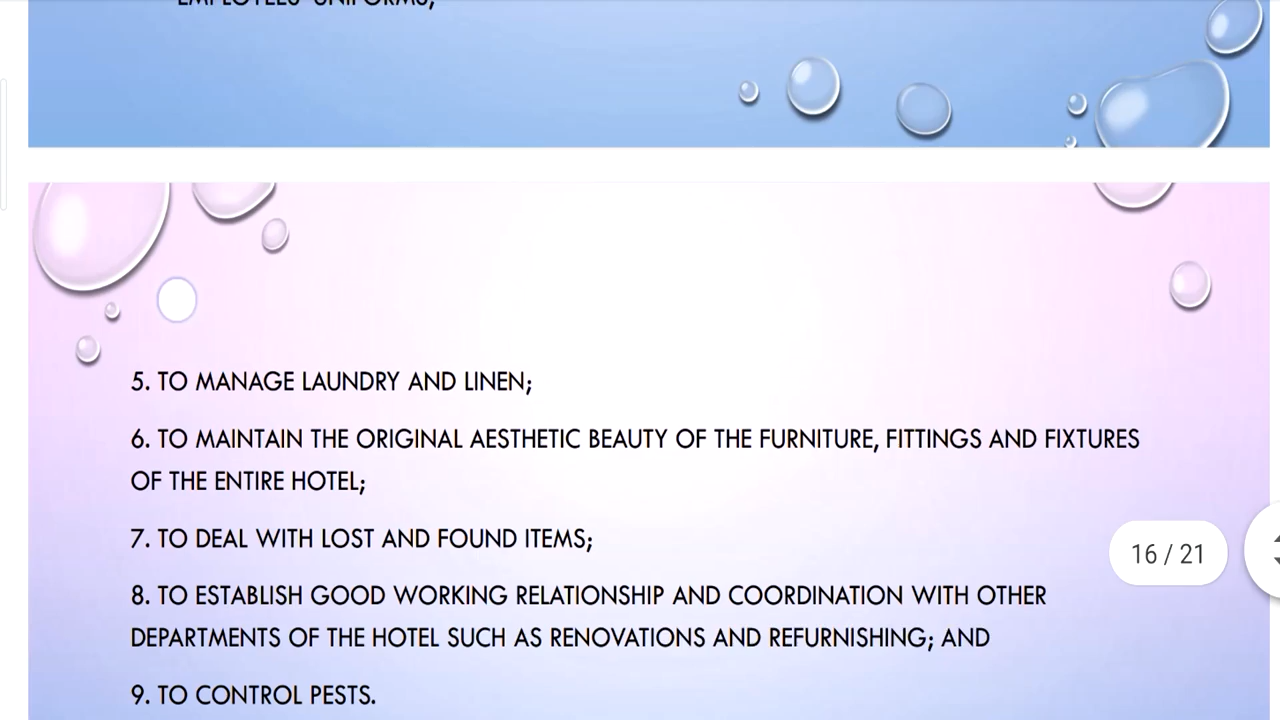 EMPLOYEES' UNIFORMS;
5. TO MANAGE LAUNDRY AND LINEN;
6. TO MAINTAIN THE ORIGINAL AESTHETIC BEAUTY OF THE FURNITURE, FITTINGS AND FIXTURES
OF THE ENTIRE HOTEL;
7. TO DEAL WITH LOST AND FOUND ITEMS;
16 / 21
8. TO ESTABLISH GOOD WORKING RELATIONSHIP AND COORDINATION WITH OTHER
DEPARTMENTS OF THE HOTEL SUCH AS RENOVATIONS AND REFURNISHING; AND
9. TO CONTROL PESTS.